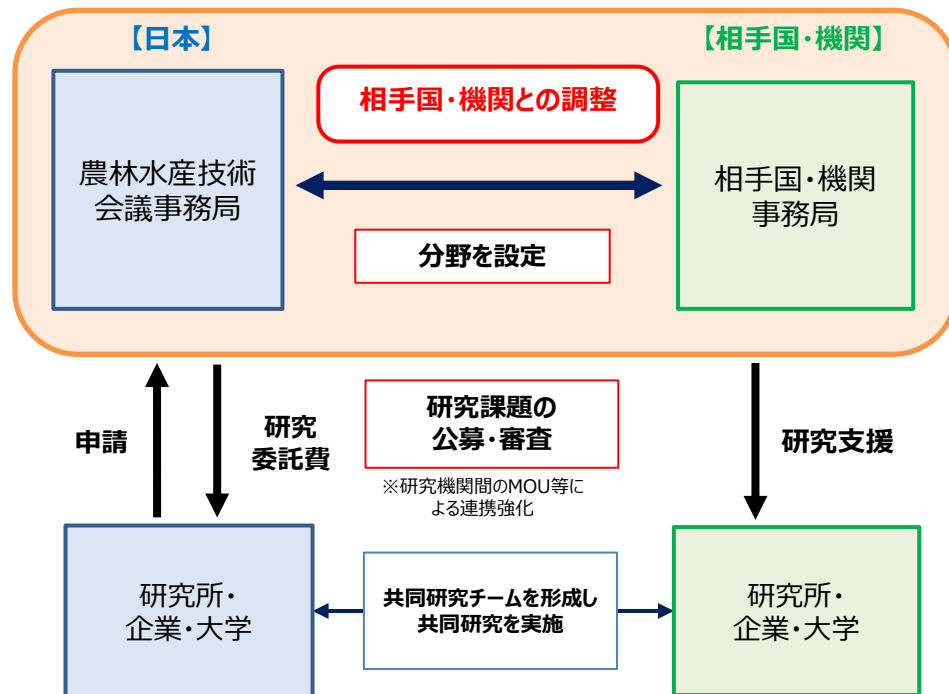 【日本】
【相手国・機関】
相手国・機関との調整
農林水産技術
会議事務局
相手国・機関
事務局
分野を設定
申請
研究
委託費
研究課題の
公募・審査
※研究機関間のMOU等に
よる連携強化
研究支援
研究所・
企業・大学
共同研究チームを形成し
共同研究を実施
研究所・
企業・大学